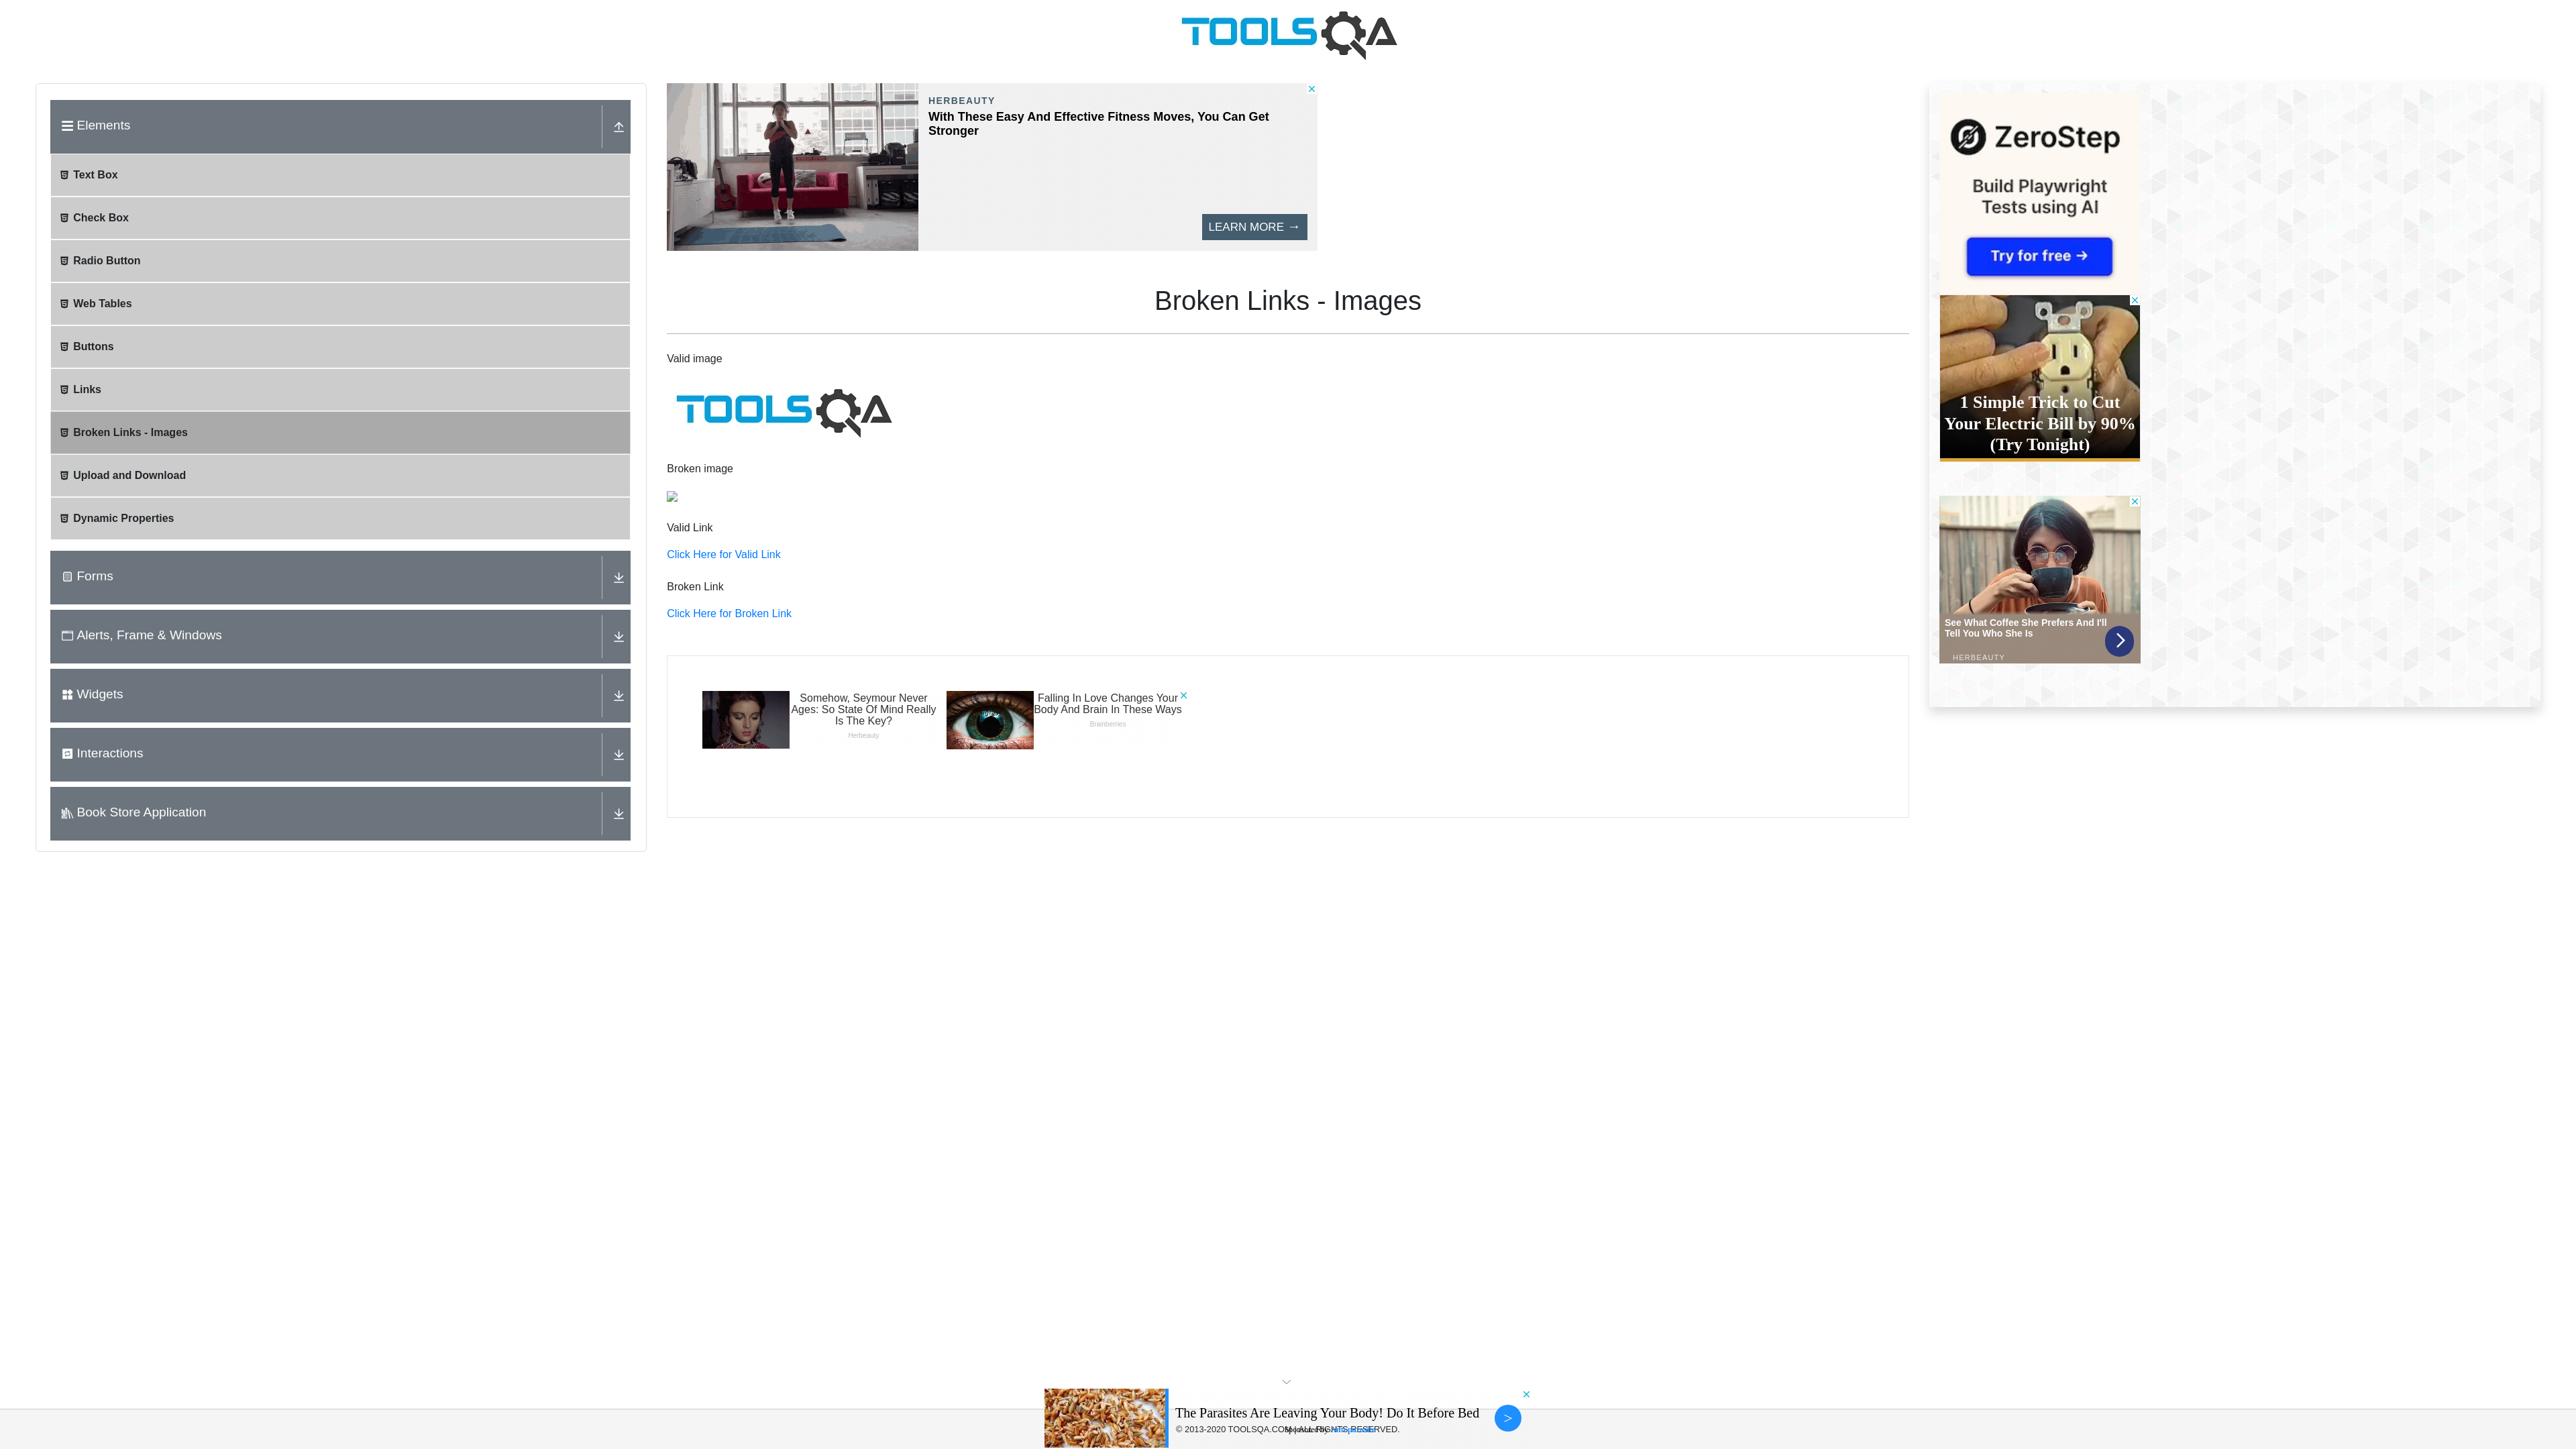 TOOLSQA
Elements
Text Box
Check Box
Radio Button
Web Tables
Buttons
Links
Broken Links - Images
Upload and Download
Dynamic Properties
Forms
Alerts, Frame & Windows
Widgets
Interactions
Book Store Application
HERBEAUTY
With These Easy And Effective Fitness Moves, You Can Get
Stronger
LEARN MORE →
Broken Links - Images
Valid image
TOOLSQA
Broken image
Valid Link
Click Here for Valid Link
Broken Link
Click Here for Broken Link
Somehow, Seymour Never
Ages: So State Of Mind Really
Is The Key?
Herbeauty
Falling In Love Changes Your
Body And Brain In These Ways
Brainberries
ZeroStep
Build Playwright
Tests using AI
Try for free →
1 Simple Trick to Cut
Your Electric Bill by 90%
(Try Tonight)
See What Coffee She Prefers And I'll
Tell You Who She Is
HERBEAUTY
The Parasites Are Leaving Your Body! Do It Before Bed
© 2013-2020 TOOLSQA.COM | ALL RIGHTS RESERVED.